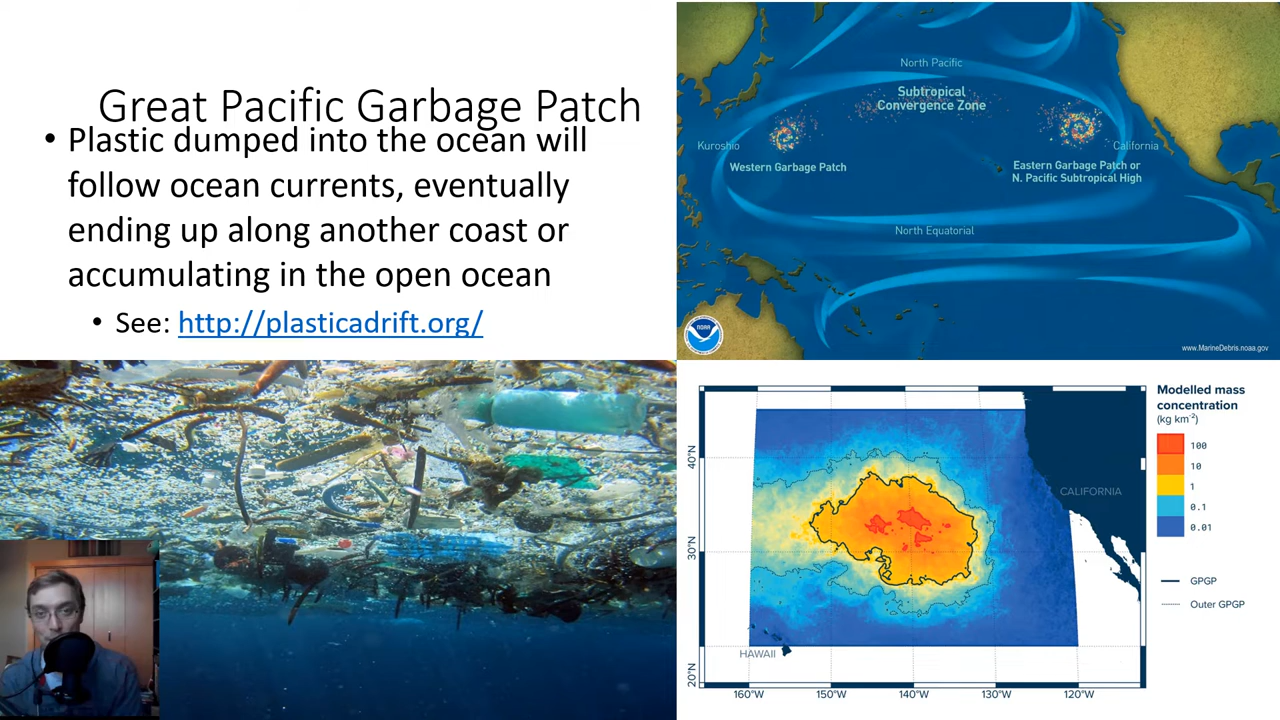 Great Pacific Garbage Patch
• Plastic dumped into the ocean will
follow ocean currents, eventually
ending up along another coast or
accumulating in the open ocean
• See: http://plasticadrift.org/
North Pacific
Subtropical
Convergence Zone
Kuroshio
California
Western Garbage Patch
Eastern Garbage Patch or
N. Pacific Subtropical High
North Equatorial
NOAA
www.MarineDebris.noaa.gov
Modelled mass
concentration
(kg km⁻²)
100
10
1
0.1
0.01
GPGP
Outer GPGP
40°N
30°N
20°N
CALIFORNIA
HAWAII
160°W
150°W
140°W
130°W
120°W